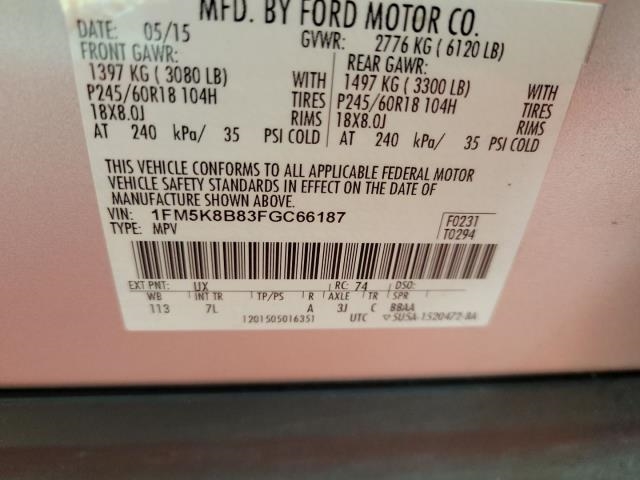 MFD. BY FORD MOTOR CO.
DATE: 05/15 GVWR: 2776 KG ( 6120 LB)
FRONT GAWR: REAR GAWR:
1397 KG ( 3080 LB) WITH 1497 KG ( 3300 LB) WITH
P245/60R18 104H TIRES P245/60R18 104H TIRES
18X8.0J RIMS 18X8.0J RIMS
AT 240 kPa/ 35 PSI COLD AT 240 kPa/ 35 PSI COLD
THIS VEHICLE CONFORMS TO ALL APPLICABLE FEDERAL MOTOR
VEHICLE SAFETY STANDARDS IN EFFECT ON THE DATE OF
MANUFACTURE SHOWN ABOVE.
VIN: 1FM5K8B83FGC66187 F0231
TYPE: MPV T0294
EXT PNT: UX RC: 74 DSO:
WB INT TR TP/PS R AXLE TR SPR
113 7L A 3J C BBAA
1201505016351 UTC ▽ 5U5A-1520472-BA